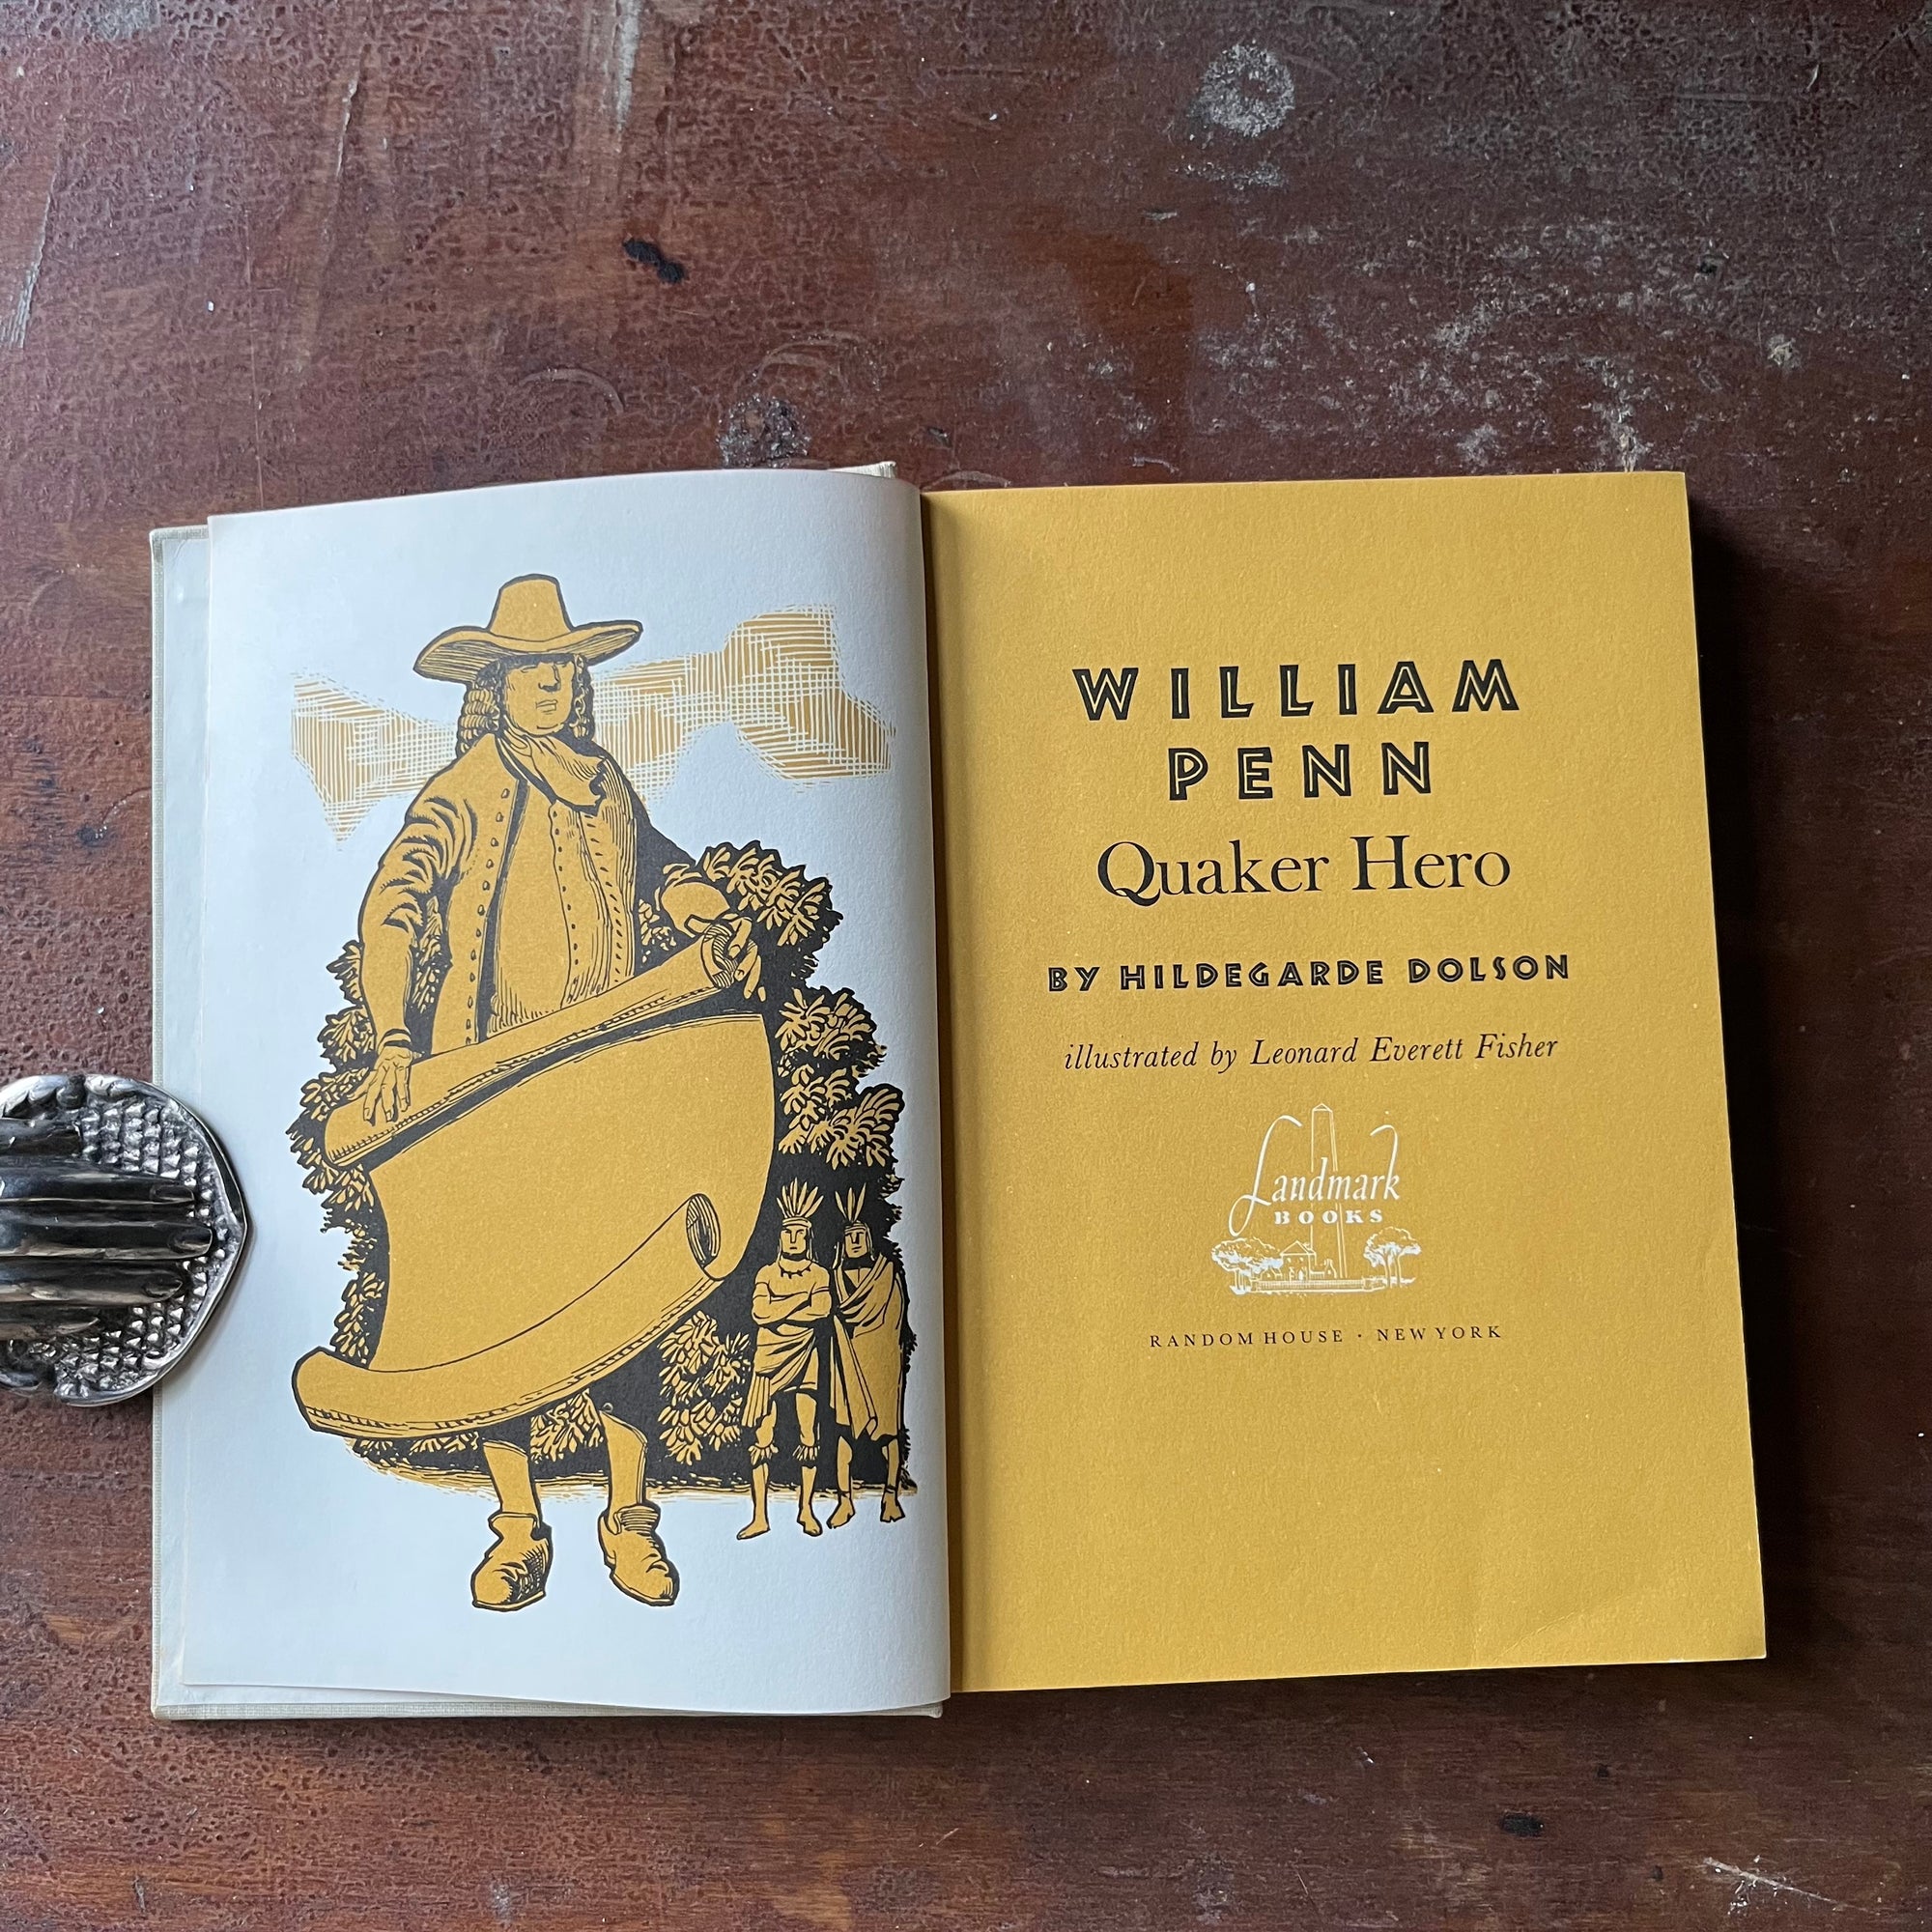 WILLIAM
PENN
Quaker Hero
BY HILDEGARDE DOLSON
illustrated by Leonard Everett Fisher
Landmark
BOOKS
RANDOM HOUSE · NEW YORK